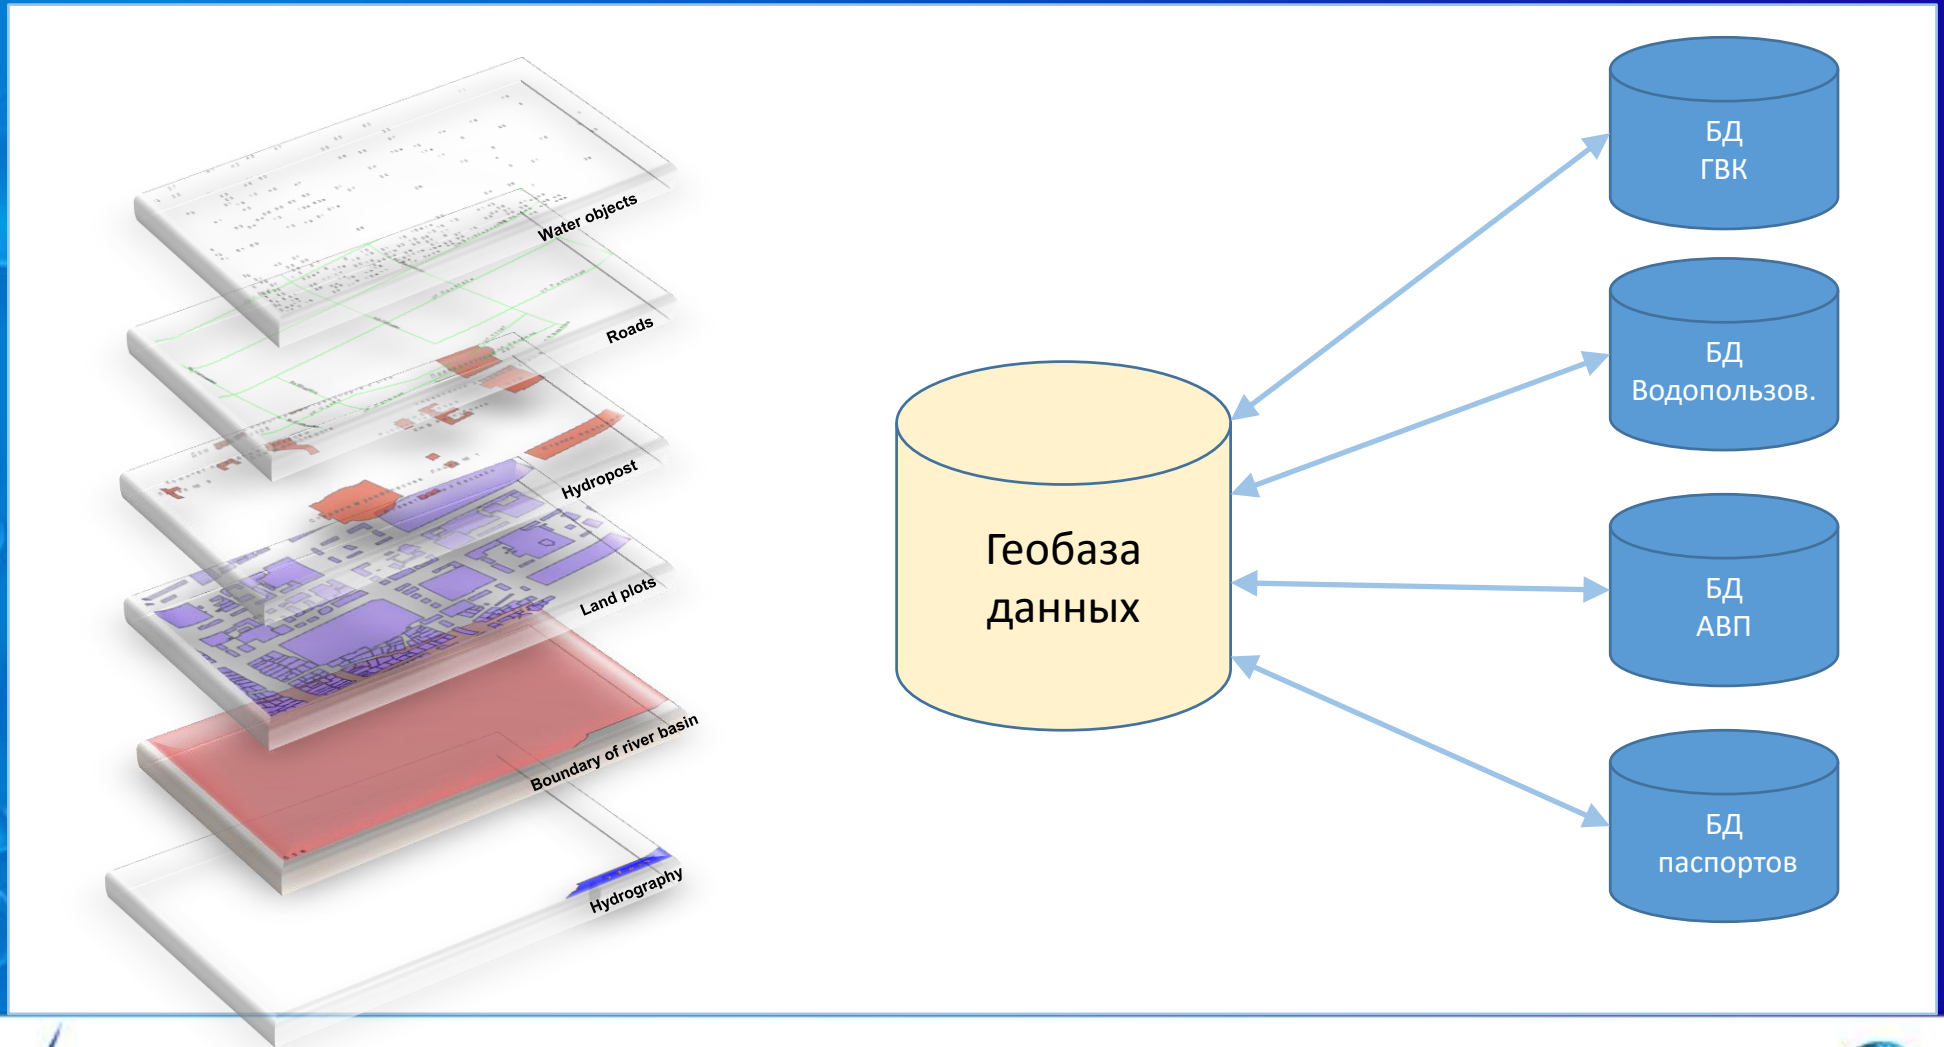 Water objects
Roads
Hydropost
Land plots
Boundary of river basin
Hydrography
Геобаза
данных
БД
ГВК
БД
Водопользов.
БД
АВП
БД
паспортов